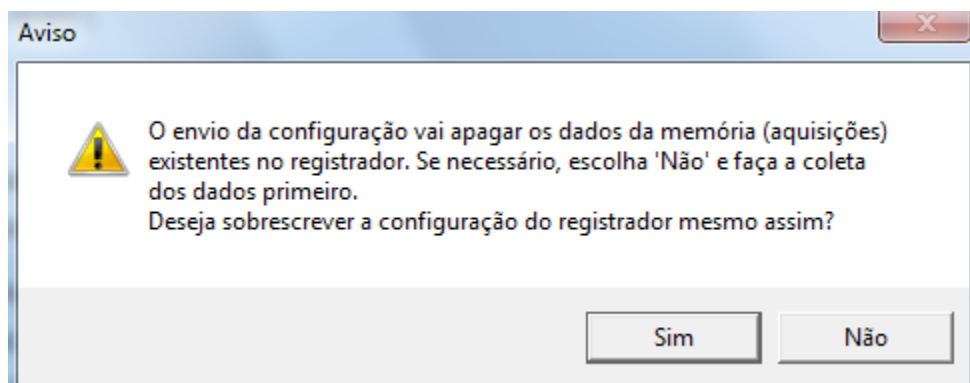 Aviso
O envio da configuração vai apagar os dados da memória (aquisições)
existentes no registrador. Se necessário, escolha 'Não' e faça a coleta
dos dados primeiro.
Deseja sobrescrever a configuração do registrador mesmo assim?
Sim
Não